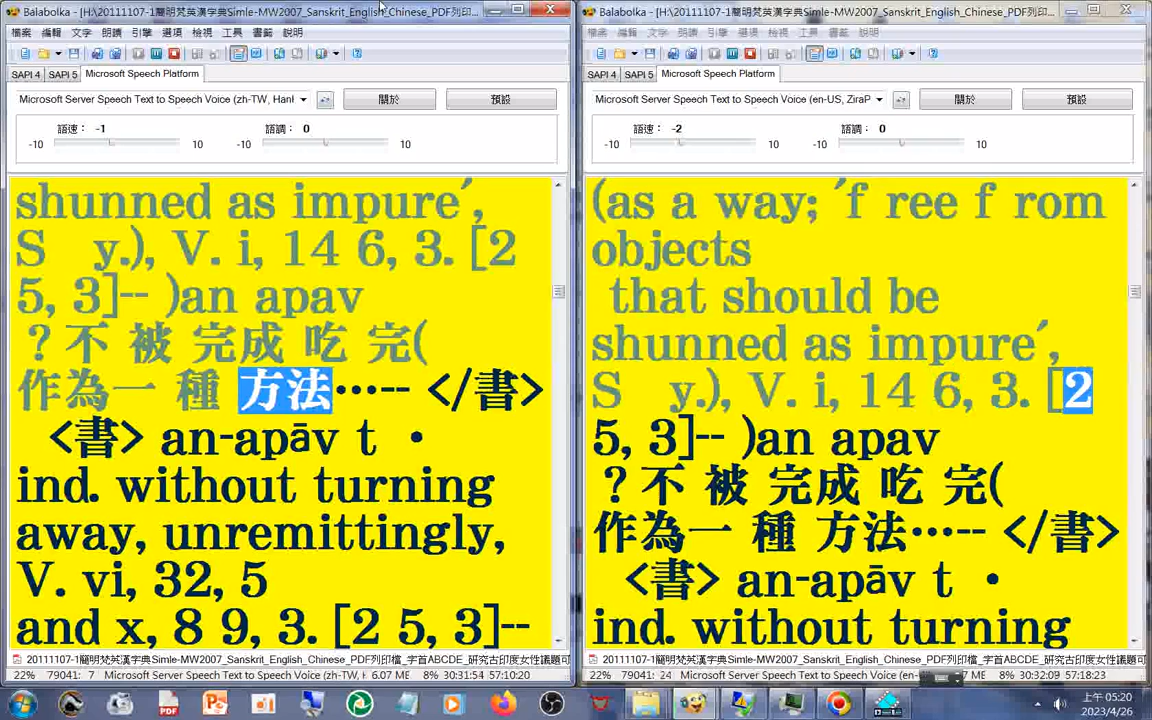 Balabolka - [H:\20111107-1簡明梵英漢字典Simle-MW2007_Sanskrit_English_Chinese_PDF列印...
檔案 編輯 文字 朗讀 引擎 選項 檢視 工具 書籤 說明
SAPI 4 SAPI 5 Microsoft Speech Platform
Microsoft Server Speech Text to Speech Voice (zh-TW, Hanl
關於 預設
語速： -1 語調： 0
-10 10 -10 10
shunned as impure′,
S y.), V. i, 14 6, 3. [2
5, 3]-- )an apav
？不 被 完成 吃 完(
作為一 種 方法…-- </書>
<書> an-apāv t •
ind. without turning
away, unremittingly,
V. vi, 32, 5
and x, 8 9, 3. [2 5, 3]--
20111107-1簡明梵英漢字典Simle-MW2007_Sanskrit_English_Chinese_PDF列印檔_字首ABCDE_研究古印度女性議題可
22% 79041: 7 Microsoft Server Speech Text to Speech Voice (zh-TW, H 6.07 ME 8% 30:31:54 57:10:20
Balabolka - [H:\20111107-1簡明梵英漢字典Simle-MW2007_Sanskrit_English_Chinese_PDF列印...
檔案 編輯 文字 朗讀 引擎 選項 檢視 工具 書籤 說明
SAPI 4 SAPI 5 Microsoft Speech Platform
Microsoft Server Speech Text to Speech Voice (en-US, ZiraP
關於 預設
語速： -2 語調： 0
-10 10 -10 10
(as a way; ′f ree f rom
objects
that should be
shunned as impure′,
S y.), V. i, 14 6, 3. [2
5, 3]-- )an apav
？不 被 完成 吃 完(
作為一 種 方法…-- </書>
<書> an-apāv t •
ind. without turning
20111107-1簡明梵英漢字典Simle-MW2007_Sanskrit_English_Chinese_PDF列印檔_字首ABCDE_研究古印度女性議題可
22% 79041: 24 Microsoft Server Speech Text to Speech Voice (en-US 7 ME 8% 30:32:09 57:18:23
上午 05:20
2023/4/26